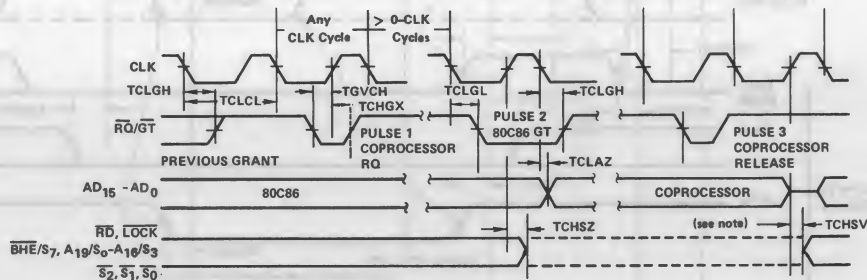 Any
CLK Cycle
> 0-CLK
Cycles
CLK
TCLGH
TCLCL
TGVCH
TCHGX
TCLGL
TCLGH
RQ/GT
PREVIOUS GRANT
PULSE 1
COPROCESSOR
RQ
PULSE 2
80C86 GT
PULSE 3
COPROCESSOR
RELEASE
TCLAZ
AD15 - AD0
80C86
COPROCESSOR
RD, LOCK
TCHSZ
(see note)
TCHSV
BHE/S7, A19/So-A16/S3
S2, S1, S0